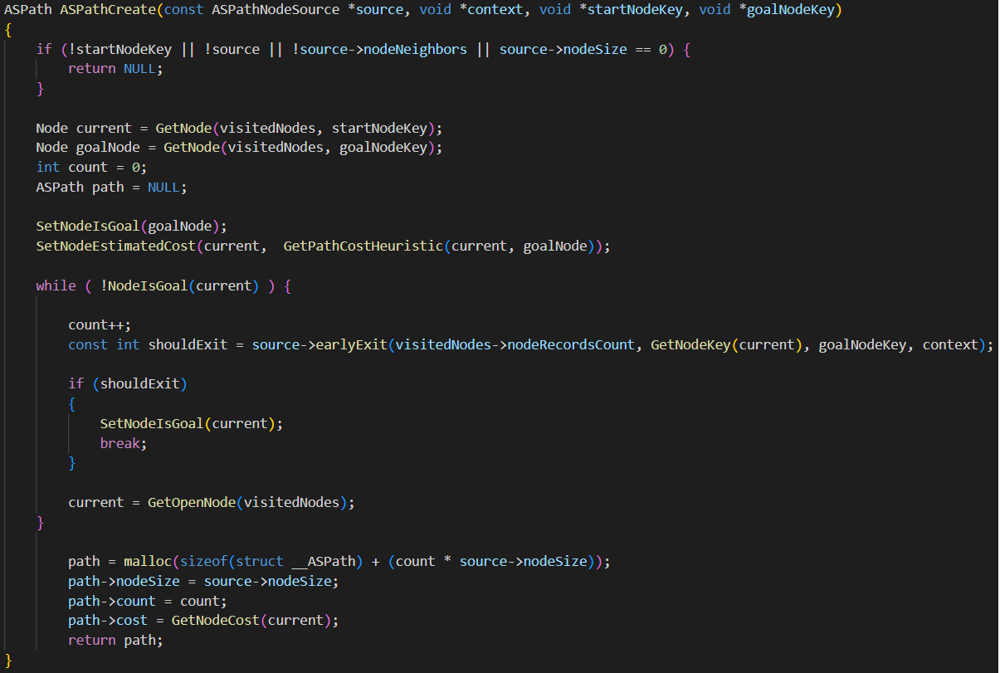 ASPath ASPathCreate(const ASPathNodeSource *source, void *context, void *startNodeKey, void *goalNodeKey)
{
    if (!startNodeKey || !source || !source->nodeNeighbors || source->nodeSize == 0) {
        return NULL;
    }

    Node current = GetNode(visitedNodes, startNodeKey);
    Node goalNode = GetNode(visitedNodes, goalNodeKey);
    int count = 0;
    ASPath path = NULL;

    SetNodeIsGoal(goalNode);
    SetNodeEstimatedCost(current,  GetPathCostHeuristic(current, goalNode));

    while ( !NodeIsGoal(current) ) {

        count++;
        const int shouldExit = source->earlyExit(visitedNodes->nodeRecordsCount, GetNodeKey(current), goalNodeKey, context);

        if (shouldExit)
        {
            SetNodeIsGoal(current);
            break;
        }

        current = GetOpenNode(visitedNodes);
    }

        path = malloc(sizeof(struct __ASPath) + (count * source->nodeSize));
        path->nodeSize = source->nodeSize;
        path->count = count;
        path->cost = GetNodeCost(current);
        return path;
}